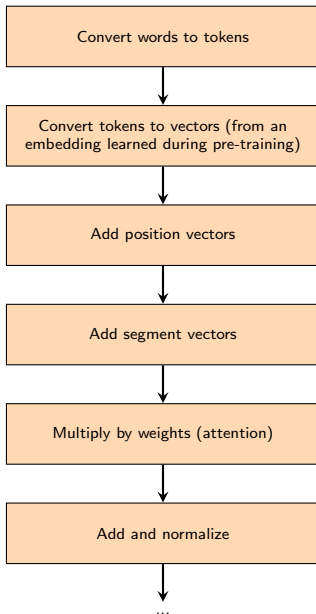 Convert words to tokens
Convert tokens to vectors (from an
embedding learned during pre-training)
Add position vectors
Add segment vectors
Multiply by weights (attention)
Add and normalize
...